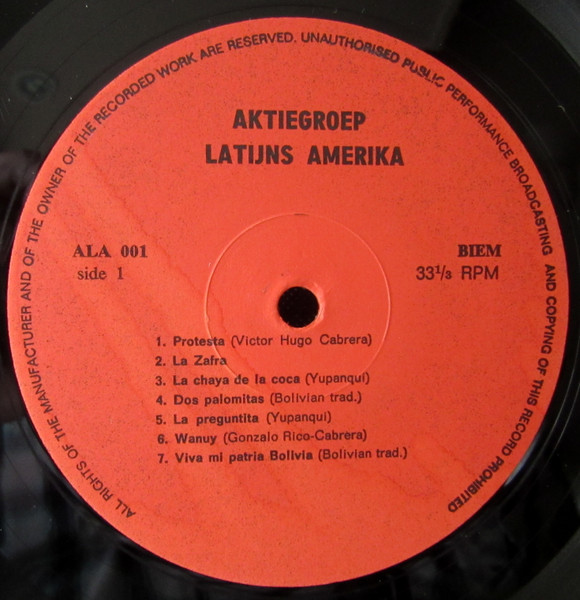 ALL RIGHTS OF THE MANUFACTURER AND OF THE OWNER OF THE RECORDED WORK ARE RESERVED. UNAUTHORISED PUBLIC PERFORMANCE BROADCASTING AND COPYING OF THIS RECORD PROHIBITED
AKTIEGROEP
LATIJNS AMERIKA
ALA 001
side 1
BIEM
33 1/3 RPM
1. Protesta (Victor Hugo Cabrera)
2. La Zafra
3. La chaya de la coca (Yupanqui)
4. Dos palomitas (Bolivian trad.)
5. La preguntita (Yupanqui)
6. Wanuy (Gonzalo Rico-Cabrera)
7. Viva mi patria Bolivia (Bolivian trad.)